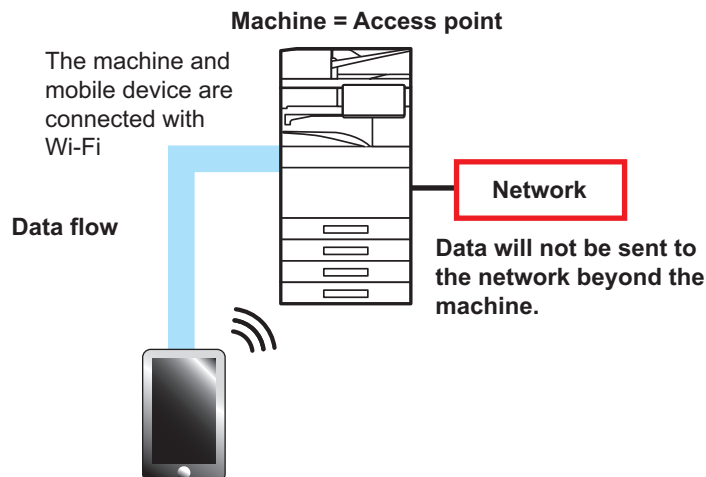 Machine = Access point
The machine and
mobile device are
connected with
Wi-Fi
Network
Data flow
Data will not be sent to
the network beyond the
machine.